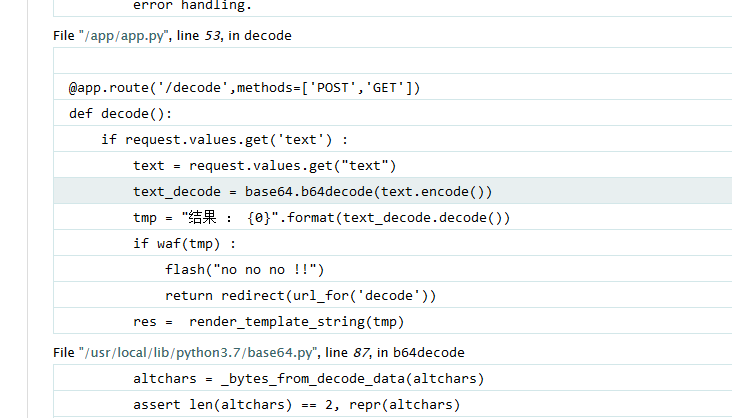 error handling.
File "/app/app.py", line 53, in decode
@app.route('/decode',methods=['POST','GET'])
def decode():
    if request.values.get('text') :
        text = request.values.get("text")
        text_decode = base64.b64decode(text.encode())
        tmp = "结果 : {0}".format(text_decode.decode())
        if waf(tmp) :
            flash("no no no !!")
            return redirect(url_for('decode'))
        res =  render_template_string(tmp)
File "/usr/local/lib/python3.7/base64.py", line 87, in b64decode
        altchars = _bytes_from_decode_data(altchars)
        assert len(altchars) == 2, repr(altchars)